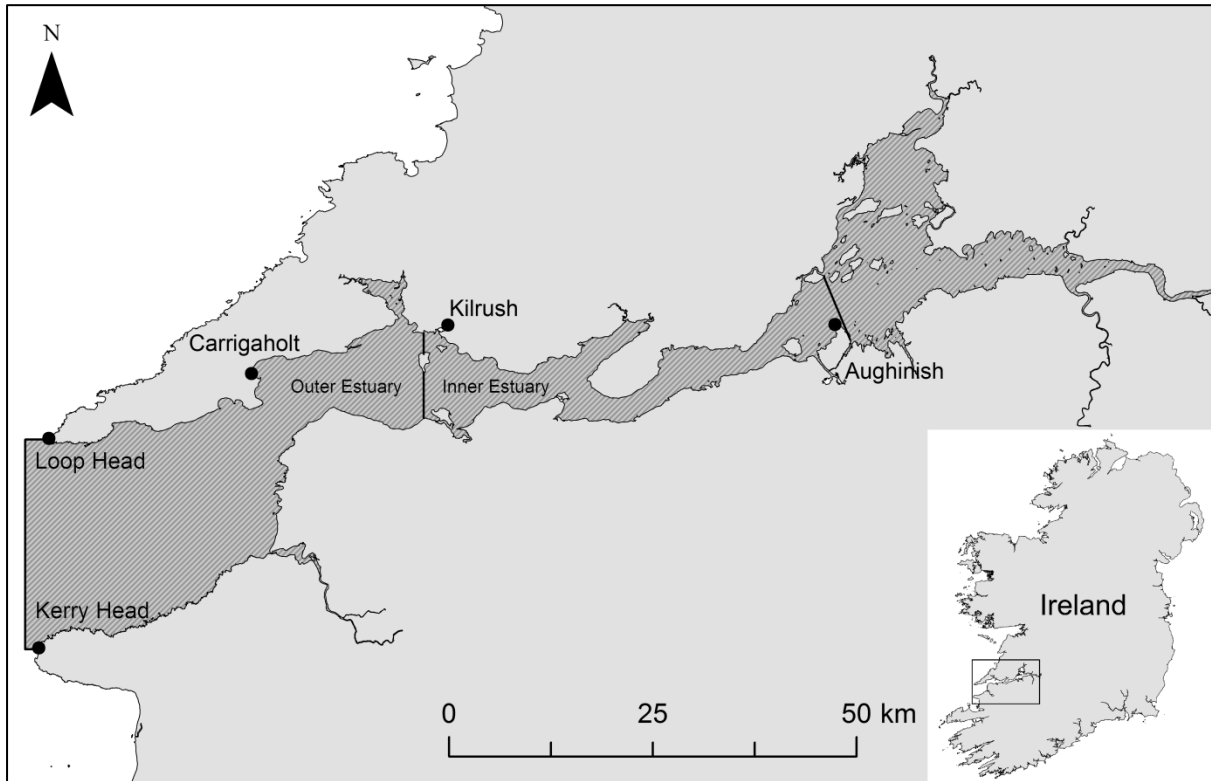 N
Kilrush
Carrigaholt
Outer Estuary
Inner Estuary
Aughinish
Loop Head
Kerry Head
Ireland
0
25
50 km